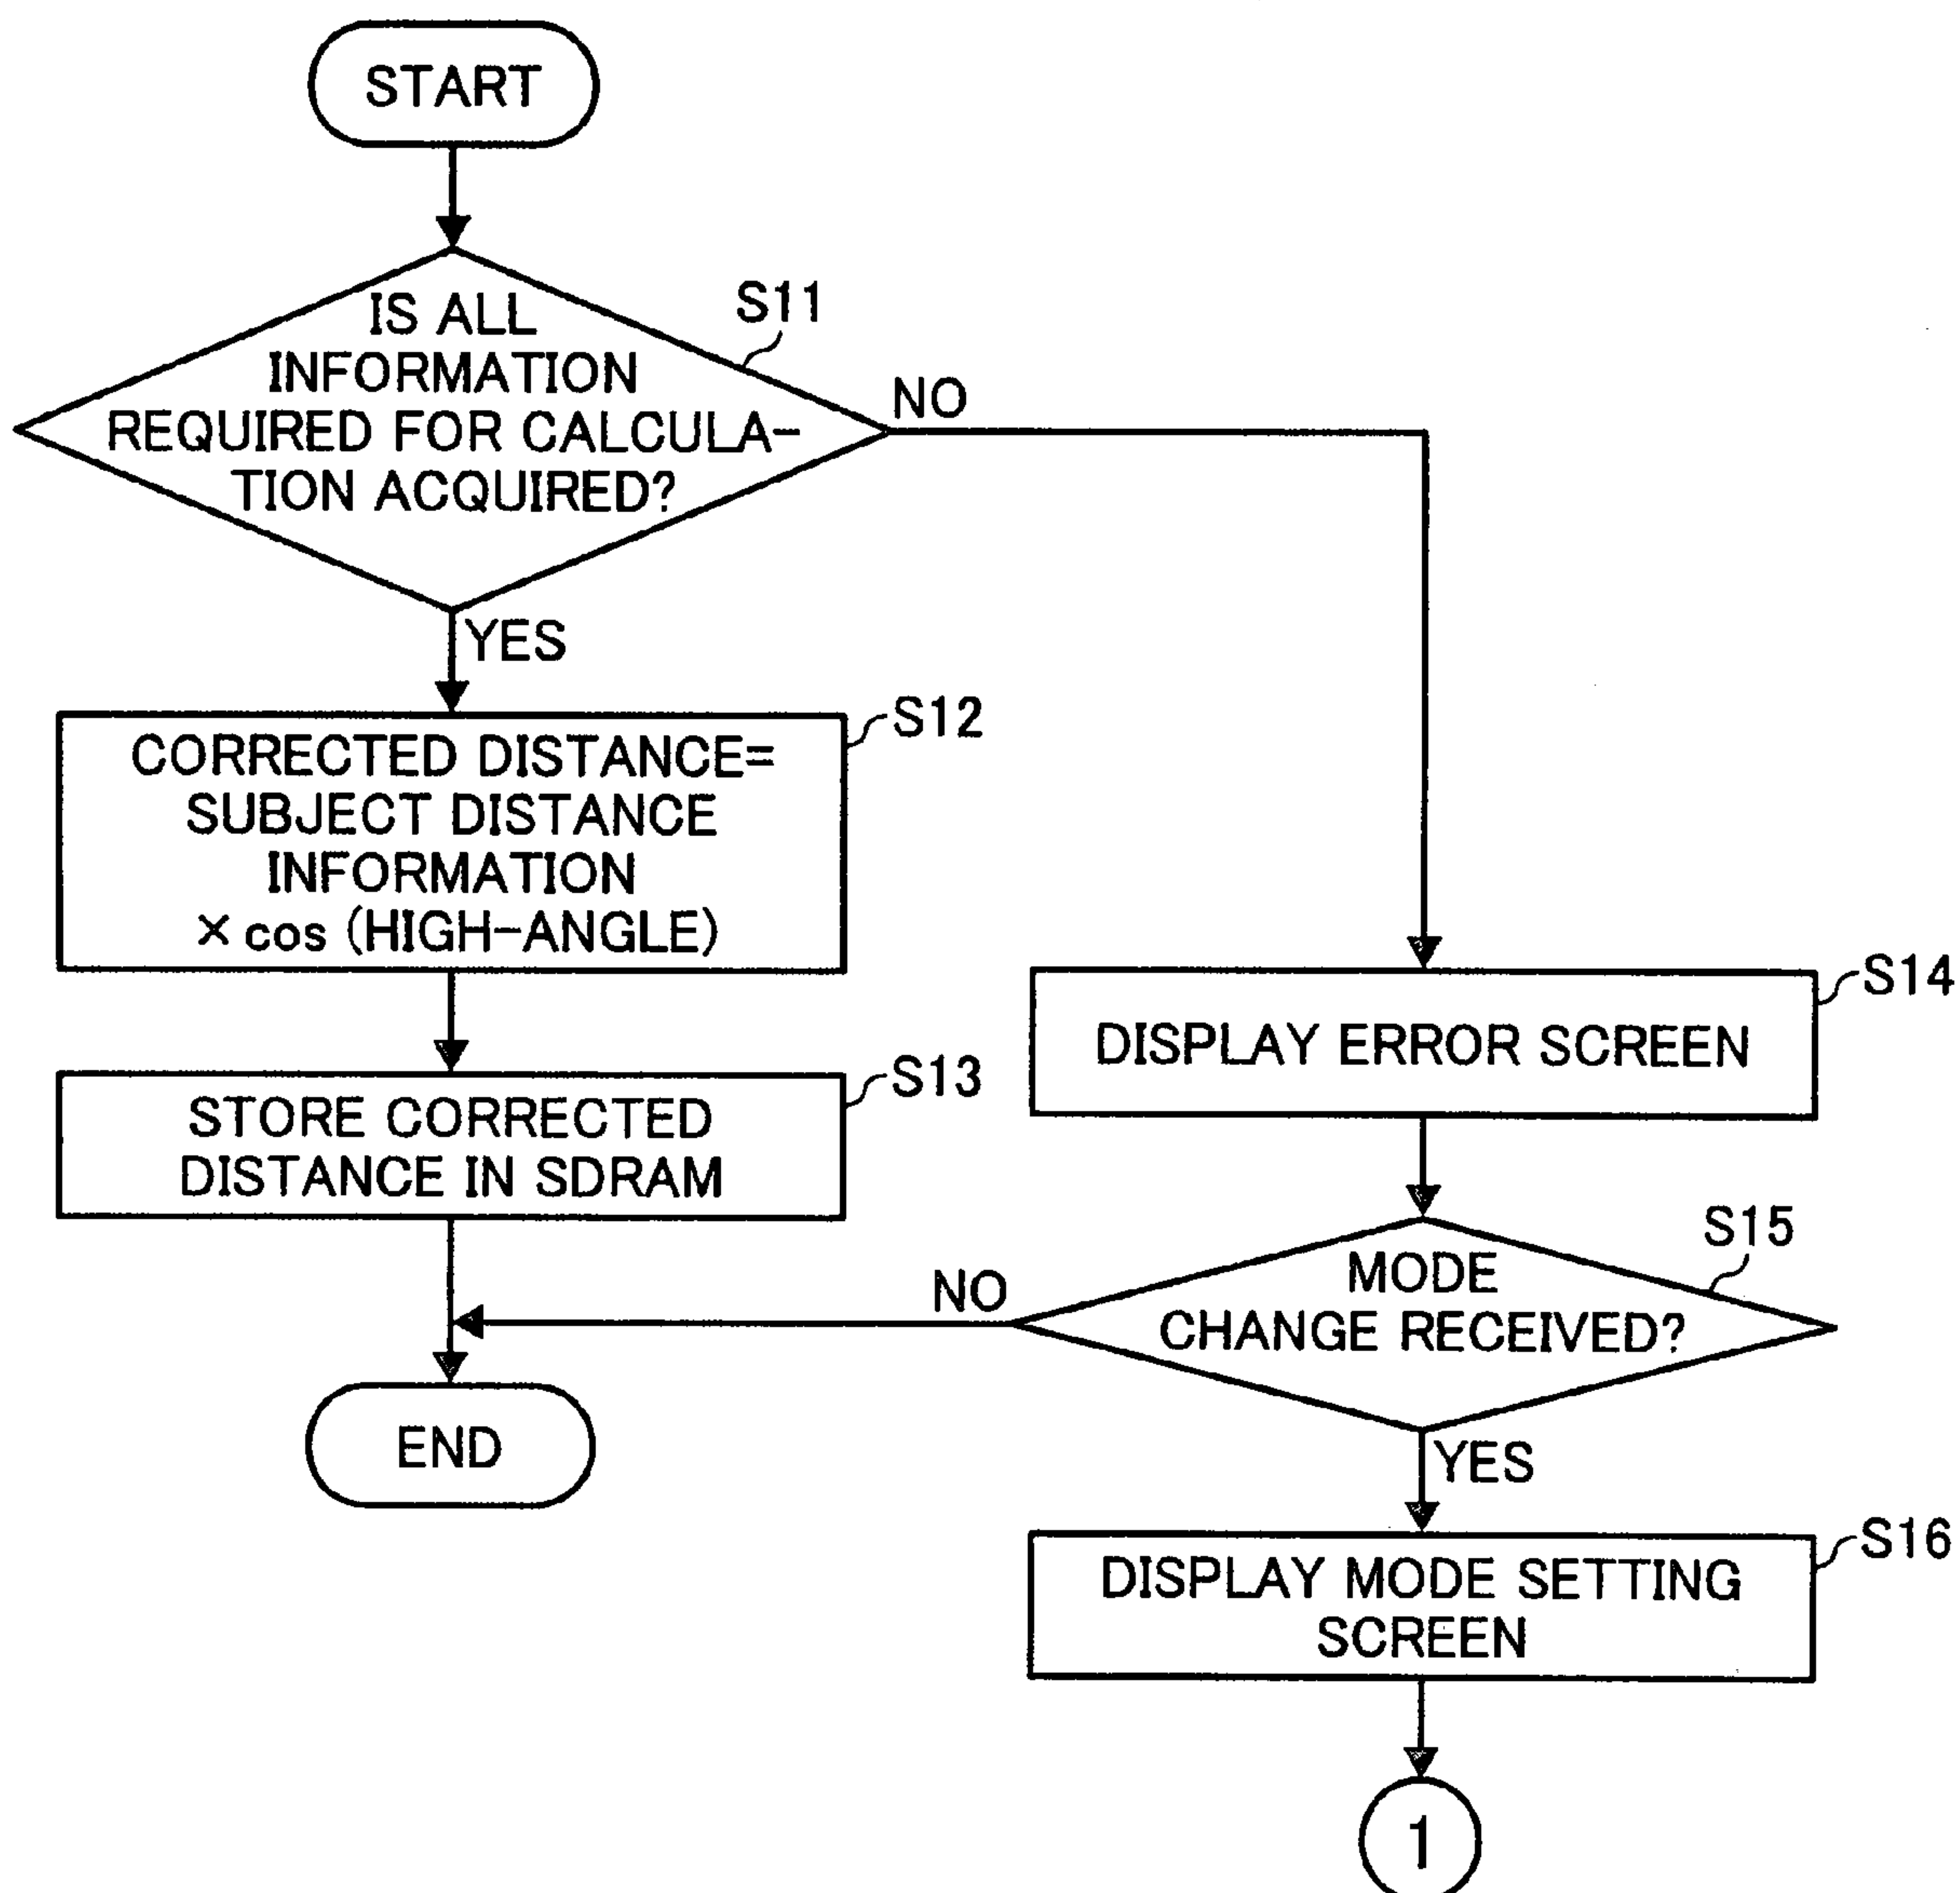 START
IS ALL
INFORMATION
REQUIRED FOR CALCULA-
TION ACQUIRED?
S11
NO
YES
CORRECTED DISTANCE=
SUBJECT DISTANCE
INFORMATION
× cos (HIGH-ANGLE)
S12
STORE CORRECTED
DISTANCE IN SDRAM
S13
END
DISPLAY ERROR SCREEN
S14
MODE
CHANGE RECEIVED?
S15
NO
YES
DISPLAY MODE SETTING
SCREEN
S16
1